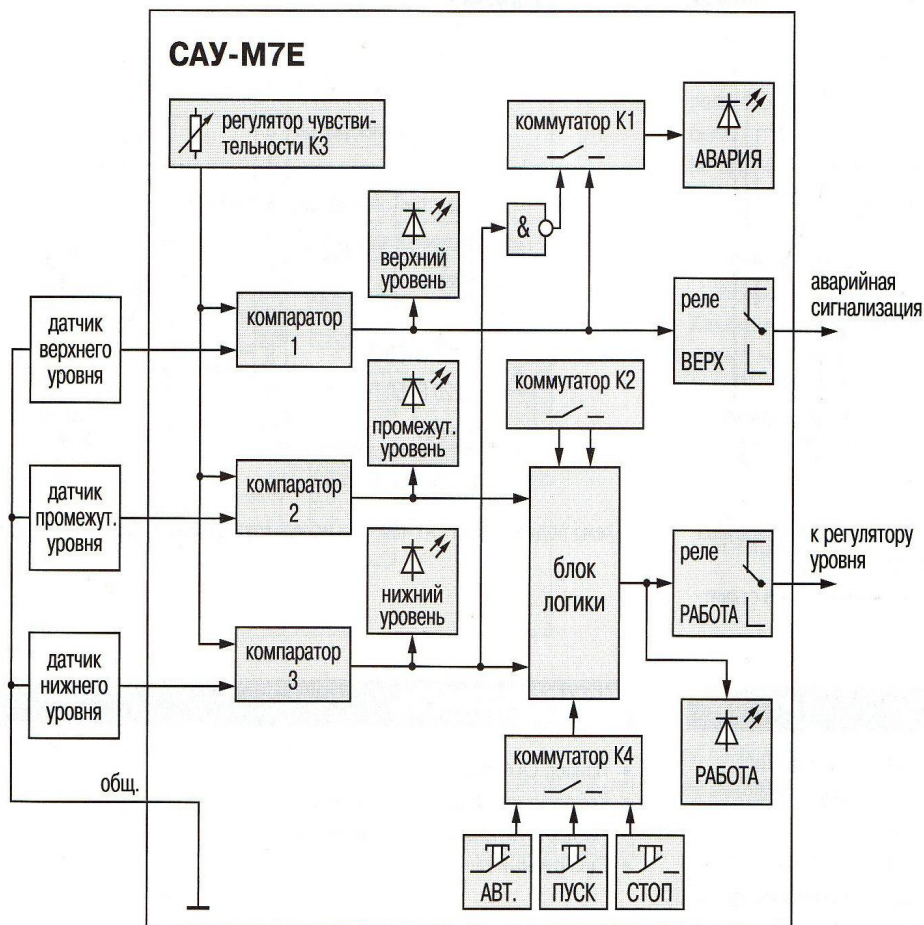 САУ-М7Е
регулятор чувстви-
тельности К3
коммутатор К1
АВАРИЯ
&
верхний
уровень
датчик
верхнего
уровня
компаратор
1
реле
ВЕРХ
аварийная
сигнализация
коммутатор К2
промежут.
уровень
датчик
промежут.
уровня
компаратор
2
блок
логики
реле
РАБОТА
к регулятору
уровня
нижний
уровень
датчик
нижнего
уровня
компаратор
3
РАБОТА
коммутатор К4
общ.
АВТ.
ПУСК
СТОП